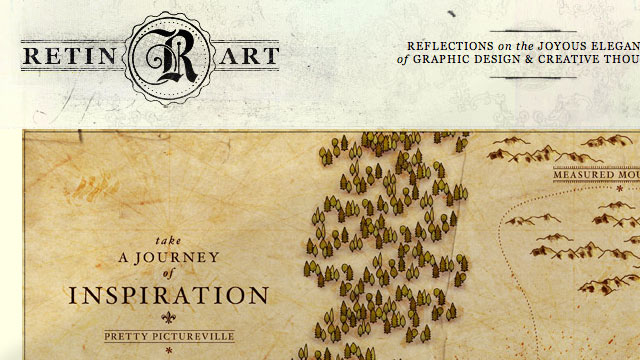 RETIN R ART
REFLECTIONS on the JOYOUS
of GRAPHIC DESIGN & CREATIVE
MEASURED
take
A JOURNEY
of
INSPIRATION
PRETTY PICTUREVILLE
*